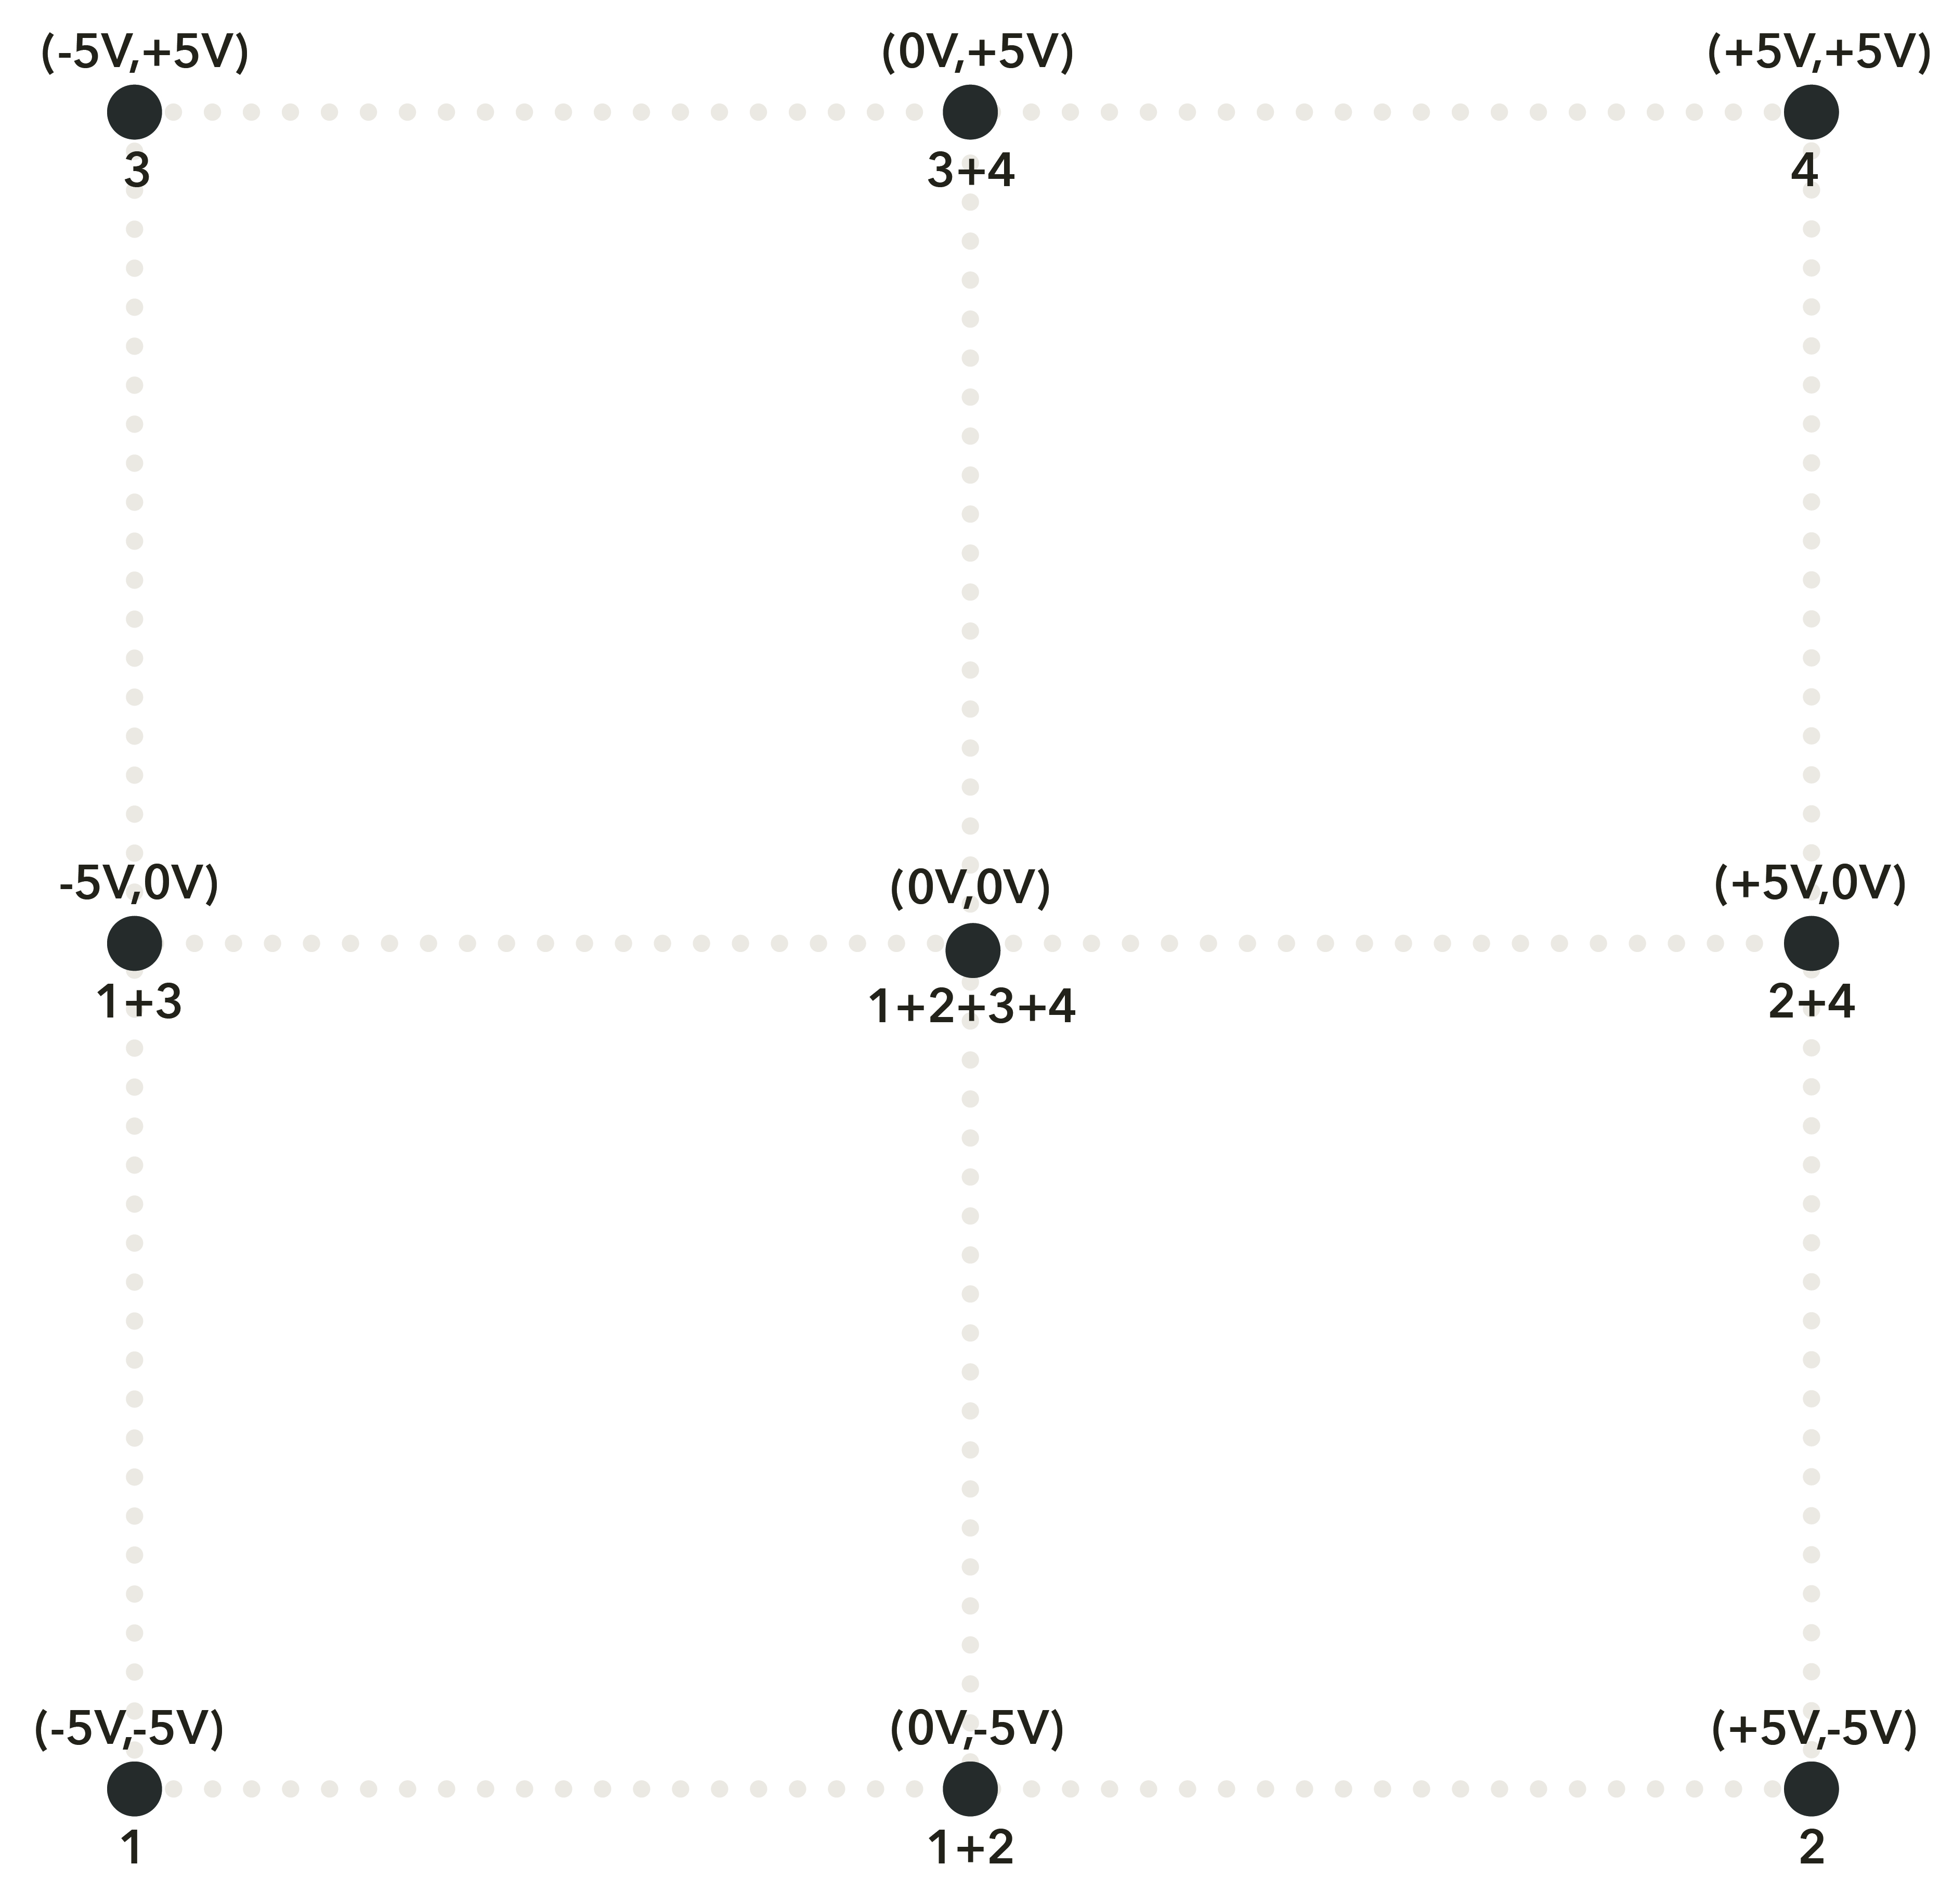 (-5V,+5V)
(0V,+5V)
(+5V,+5V)
3
3+4
4
-5V,0V)
(0V,0V)
(+5V,0V)
1+3
1+2+3+4
2+4
(-5V,-5V)
(0V,-5V)
(+5V,-5V)
1
1+2
2